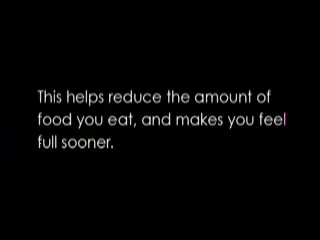 This helps reduce the amount of
food you eat, and makes you feel
full sooner.